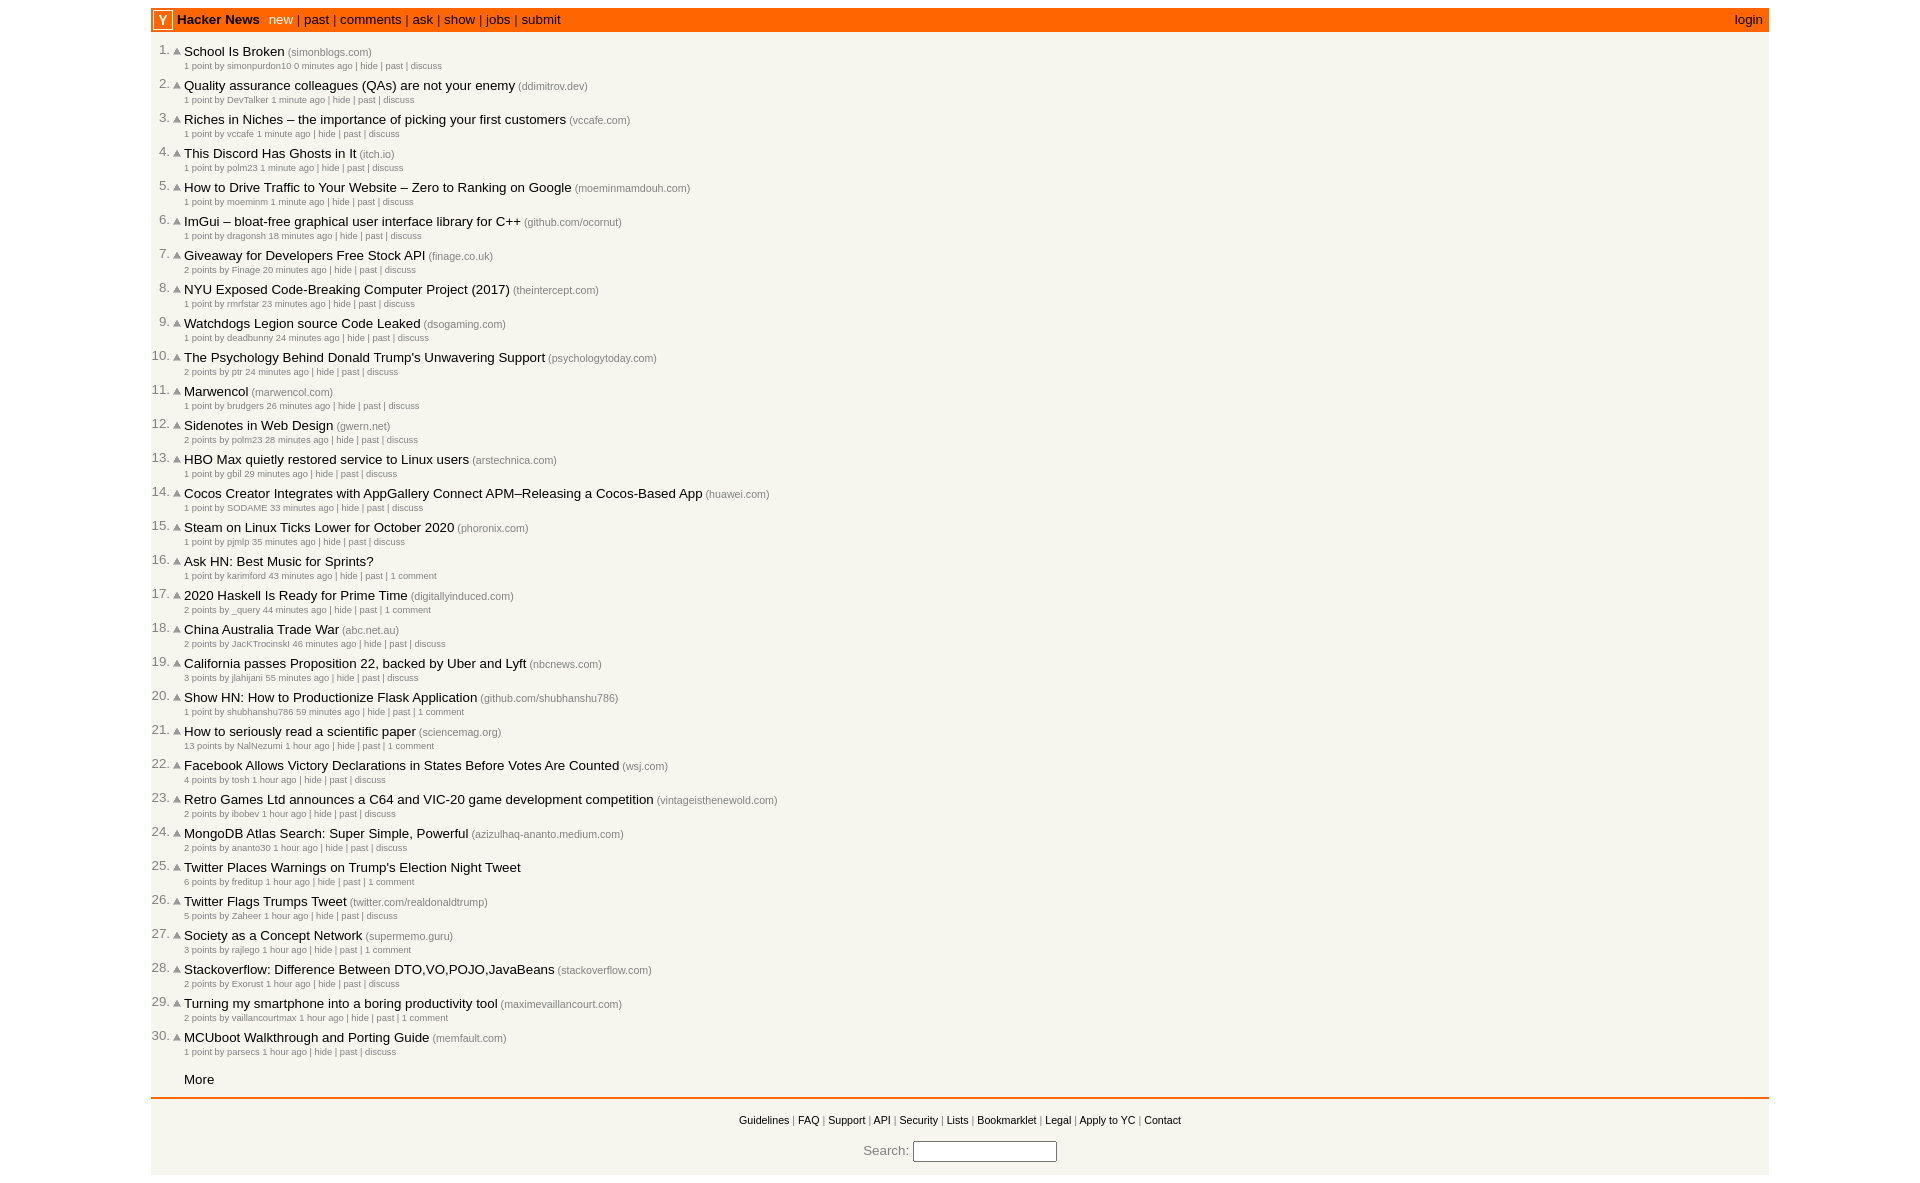 Y Hacker News new | past | comments | ask | show | jobs | submit login
1. School Is Broken (simonblogs.com)
1 point by simonpurdon10 0 minutes ago | hide | past | discuss
2. Quality assurance colleagues (QAs) are not your enemy (ddimitrov.dev)
1 point by DevTalker 1 minute ago | hide | past | discuss
3. Riches in Niches – the importance of picking your first customers (vccafe.com)
1 point by vccafe 1 minute ago | hide | past | discuss
4. This Discord Has Ghosts in It (itch.io)
1 point by polm23 1 minute ago | hide | past | discuss
5. How to Drive Traffic to Your Website – Zero to Ranking on Google (moeminmamdouh.com)
1 point by moeminm 1 minute ago | hide | past | discuss
6. ImGui – bloat-free graphical user interface library for C++ (github.com/ocornut)
1 point by dragonsh 18 minutes ago | hide | past | discuss
7. Giveaway for Developers Free Stock API (finage.co.uk)
2 points by Finage 20 minutes ago | hide | past | discuss
8. NYU Exposed Code-Breaking Computer Project (2017) (theintercept.com)
1 point by rmrfstar 23 minutes ago | hide | past | discuss
9. Watchdogs Legion source Code Leaked (dsogaming.com)
1 point by deadbunny 24 minutes ago | hide | past | discuss
10. The Psychology Behind Donald Trump's Unwavering Support (psychologytoday.com)
2 points by ptr 24 minutes ago | hide | past | discuss
11. Marwencol (marwencol.com)
1 point by brudgers 26 minutes ago | hide | past | discuss
12. Sidenotes in Web Design (gwern.net)
2 points by polm23 28 minutes ago | hide | past | discuss
13. HBO Max quietly restored service to Linux users (arstechnica.com)
1 point by gbil 29 minutes ago | hide | past | discuss
14. Cocos Creator Integrates with AppGallery Connect APM–Releasing a Cocos-Based App (huawei.com)
1 point by SODAME 33 minutes ago | hide | past | discuss
15. Steam on Linux Ticks Lower for October 2020 (phoronix.com)
1 point by pjmlp 35 minutes ago | hide | past | discuss
16. Ask HN: Best Music for Sprints?
1 point by karimford 43 minutes ago | hide | past | 1 comment
17. 2020 Haskell Is Ready for Prime Time (digitallyinduced.com)
2 points by _query 44 minutes ago | hide | past | 1 comment
18. China Australia Trade War (abc.net.au)
2 points by JacKTrocinskI 46 minutes ago | hide | past | discuss
19. California passes Proposition 22, backed by Uber and Lyft (nbcnews.com)
3 points by jlahijani 55 minutes ago | hide | past | discuss
20. Show HN: How to Productionize Flask Application (github.com/shubhanshu786)
1 point by shubhanshu786 59 minutes ago | hide | past | 1 comment
21. How to seriously read a scientific paper (sciencemag.org)
13 points by NalNezumi 1 hour ago | hide | past | 1 comment
22. Facebook Allows Victory Declarations in States Before Votes Are Counted (wsj.com)
4 points by tosh 1 hour ago | hide | past | discuss
23. Retro Games Ltd announces a C64 and VIC-20 game development competition (vintageisthenewold.com)
2 points by ibobev 1 hour ago | hide | past | discuss
24. MongoDB Atlas Search: Super Simple, Powerful (azizulhaq-ananto.medium.com)
2 points by ananto30 1 hour ago | hide | past | discuss
25. Twitter Places Warnings on Trump's Election Night Tweet
6 points by freditup 1 hour ago | hide | past | 1 comment
26. Twitter Flags Trumps Tweet (twitter.com/realdonaldtrump)
5 points by Zaheer 1 hour ago | hide | past | discuss
27. Society as a Concept Network (supermemo.guru)
3 points by rajlego 1 hour ago | hide | past | 1 comment
28. Stackoverflow: Difference Between DTO,VO,POJO,JavaBeans (stackoverflow.com)
2 points by Exorust 1 hour ago | hide | past | discuss
29. Turning my smartphone into a boring productivity tool (maximevaillancourt.com)
2 points by vaillancourtmax 1 hour ago | hide | past | 1 comment
30. MCUboot Walkthrough and Porting Guide (memfault.com)
1 point by parsecs 1 hour ago | hide | past | discuss
More
Guidelines | FAQ | Support | API | Security | Lists | Bookmarklet | Legal | Apply to YC | Contact
Search: